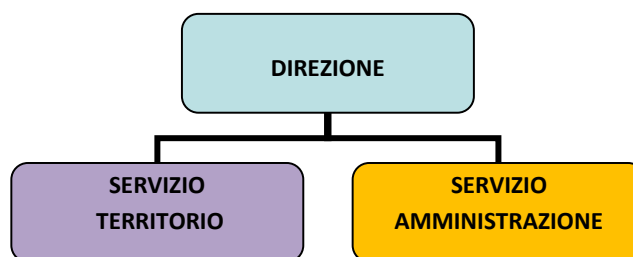 DIREZIONE
SERVIZIO
TERRITORIO
SERVIZIO
AMMINISTRAZIONE